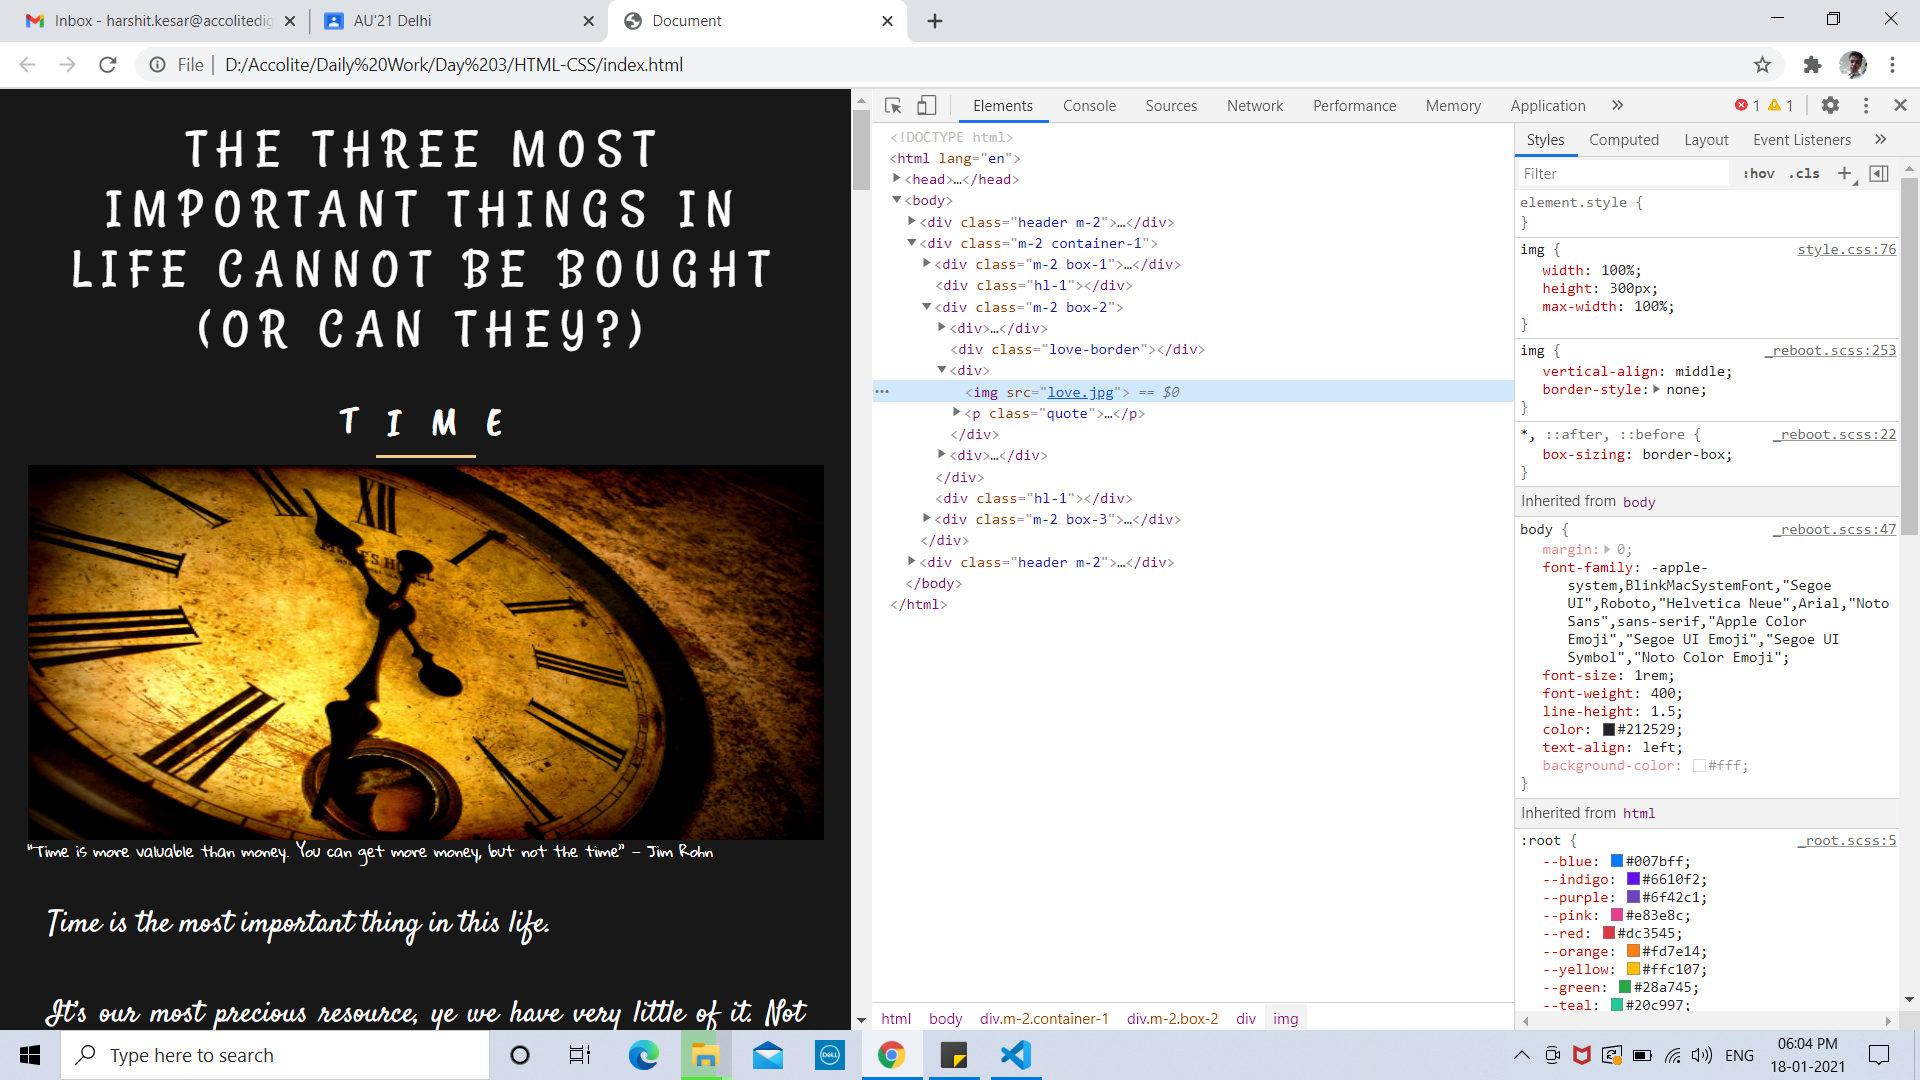 Inbox - harshit.kesar@accolitedig
AU'21 Delhi
Document
File
D:/Accolite/Daily%20Work/Day%203/HTML-CSS/index.html
THE THREE MOST
IMPORTANT THINGS IN
LIFE CANNOT BE BOUGHT
(OR CAN THEY?)
TIME
"Time is more valuable than money. You can get more money, but not the time" – Jim Rohn
Time is the most important thing in this life.
It's our most precious resource, ye we have very little of it. Not
Elements Console Sources Network Performance Memory Application » 1 1
<!DOCTYPE html>
<html lang="en">
<head>…</head>
<body>
<div class="header m-2">…</div>
<div class="m-2 container-1">
<div class="m-2 box-1">…</div>
<div class="hl-1"></div>
<div class="m-2 box-2">
<div>…</div>
<div class="love-border"></div>
<div>
… <img src="love.jpg"> == $0
<p class="quote">…</p>
</div>
<div>…</div>
</div>
<div class="hl-1"></div>
<div class="m-2 box-3">…</div>
</div>
<div class="header m-2">…</div>
</body>
</html>
html body div.m-2.container-1 div.m-2.box-2 div img
Styles Computed Layout Event Listeners »
Filter :hov .cls +
element.style {
}
img { style.css:76
width: 100%;
height: 300px;
max-width: 100%;
}
img { _reboot.scss:253
vertical-align: middle;
border-style: none;
}
*, ::after, ::before { _reboot.scss:22
box-sizing: border-box;
}
Inherited from body
body { _reboot.scss:47
margin: 0;
font-family: -apple-
system,BlinkMacSystemFont,"Segoe
UI",Roboto,"Helvetica Neue",Arial,"Noto
Sans",sans-serif,"Apple Color
Emoji","Segoe UI Emoji","Segoe UI
Symbol","Noto Color Emoji";
font-size: 1rem;
font-weight: 400;
line-height: 1.5;
color: #212529;
text-align: left;
background-color: #fff;
}
Inherited from html
:root { _root.scss:5
--blue: #007bff;
--indigo: #6610f2;
--purple: #6f42c1;
--pink: #e83e8c;
--red: #dc3545;
--orange: #fd7e14;
--yellow: #ffc107;
--green: #28a745;
--teal: #20c997;
Type here to search
DELL
ENG
06:04 PM
18-01-2021